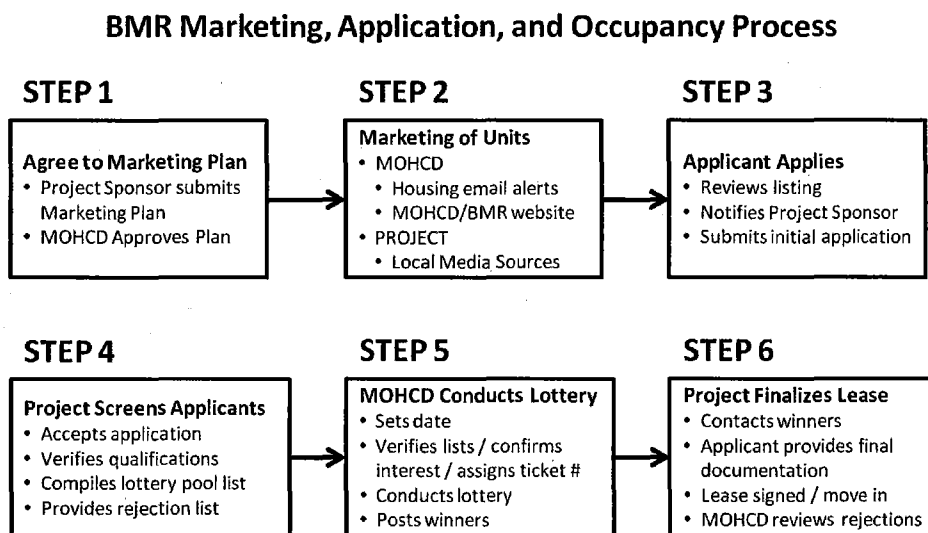 BMR Marketing, Application, and Occupancy Process
STEP 1
Agree to Marketing Plan
• Project Sponsor submits
Marketing Plan
• MOHCD Approves Plan
STEP 2
Marketing of Units
• MOHCD
• Housing email alerts
• MOHCD/BMR website
• PROJECT
• Local Media Sources
STEP 3
Applicant Applies
• Reviews listing
• Notifies Project Sponsor
• Submits initial application
STEP 4
Project Screens Applicants
• Accepts application
• Verifies qualifications
• Compiles lottery pool list
• Provides rejection list
STEP 5
MOHCD Conducts Lottery
• Sets date
• Verifies lists / confirms
interest / assigns ticket #
• Conducts lottery
• Posts winners
STEP 6
Project Finalizes Lease
• Contacts winners
• Applicant provides final
documentation
• Lease signed / move in
• MOHCD reviews rejections